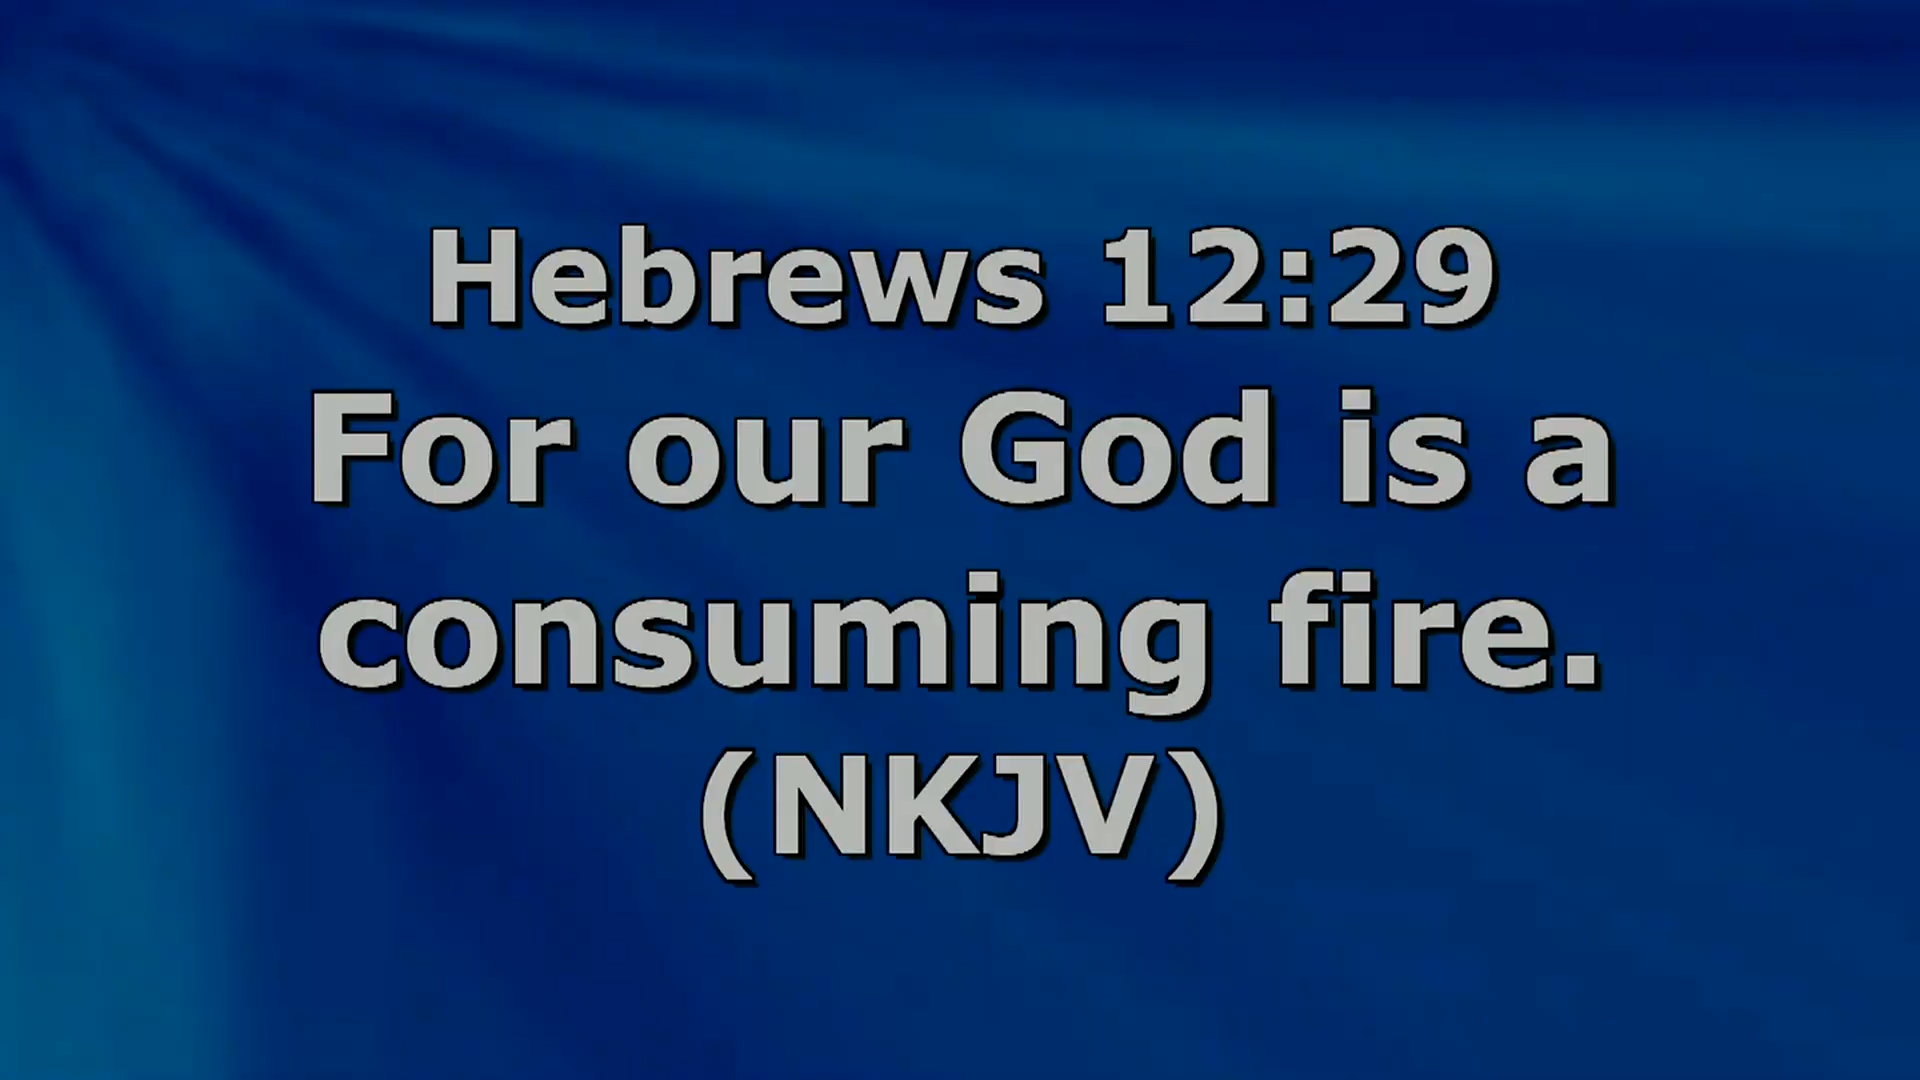 Hebrews 12:29
For our God is a
consuming fire.
(NKJV)